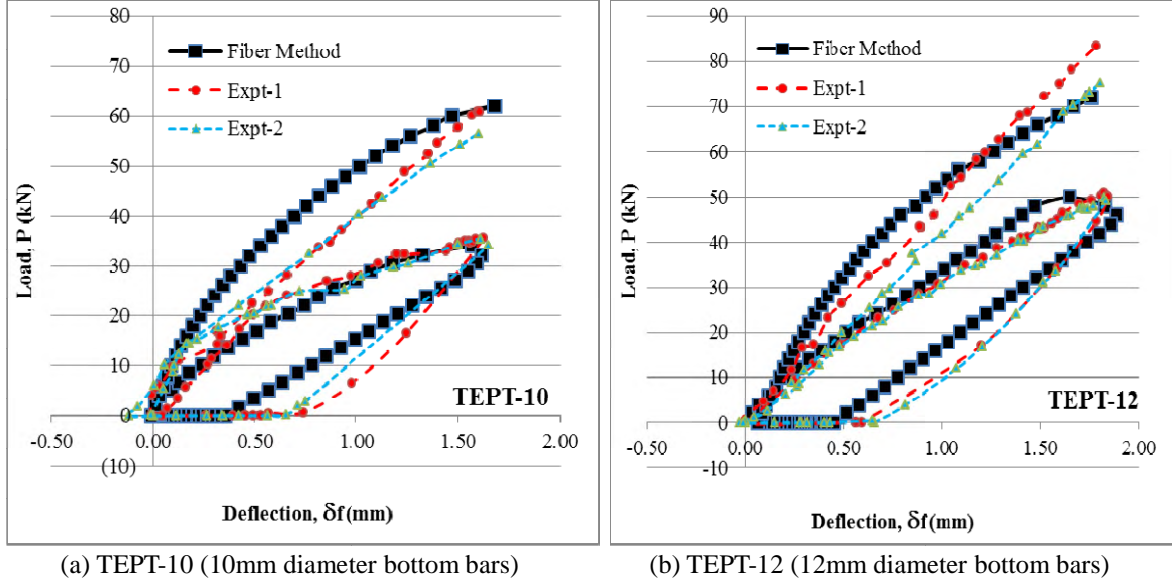 80
70
60
50
40
30
20
10
0
(10)
-0.50
0.00
0.50
1.00
1.50
2.00
Load, P (kN)
Deflection, δf (mm)
Fiber Method
Expt-1
Expt-2
TEPT-10
(a) TEPT-10 (10mm diameter bottom bars)
90
80
70
60
50
40
30
20
10
0
-10
-0.50
0.00
0.50
1.00
1.50
2.00
Load, P (kN)
Deflection, δf (mm)
Fiber Method
Expt-1
Expt-2
TEPT-12
(b) TEPT-12 (12mm diameter bottom bars)